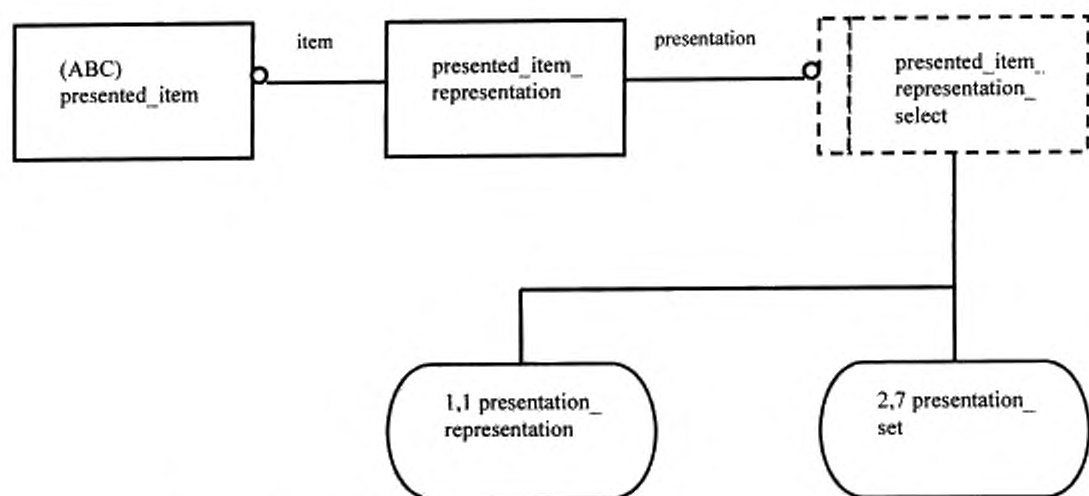 item
presentation
(ABC)
presented_item
presented_item_
representation
presented_item_
representation_
select
1,1 presentation_
representation
2,7 presentation_
set